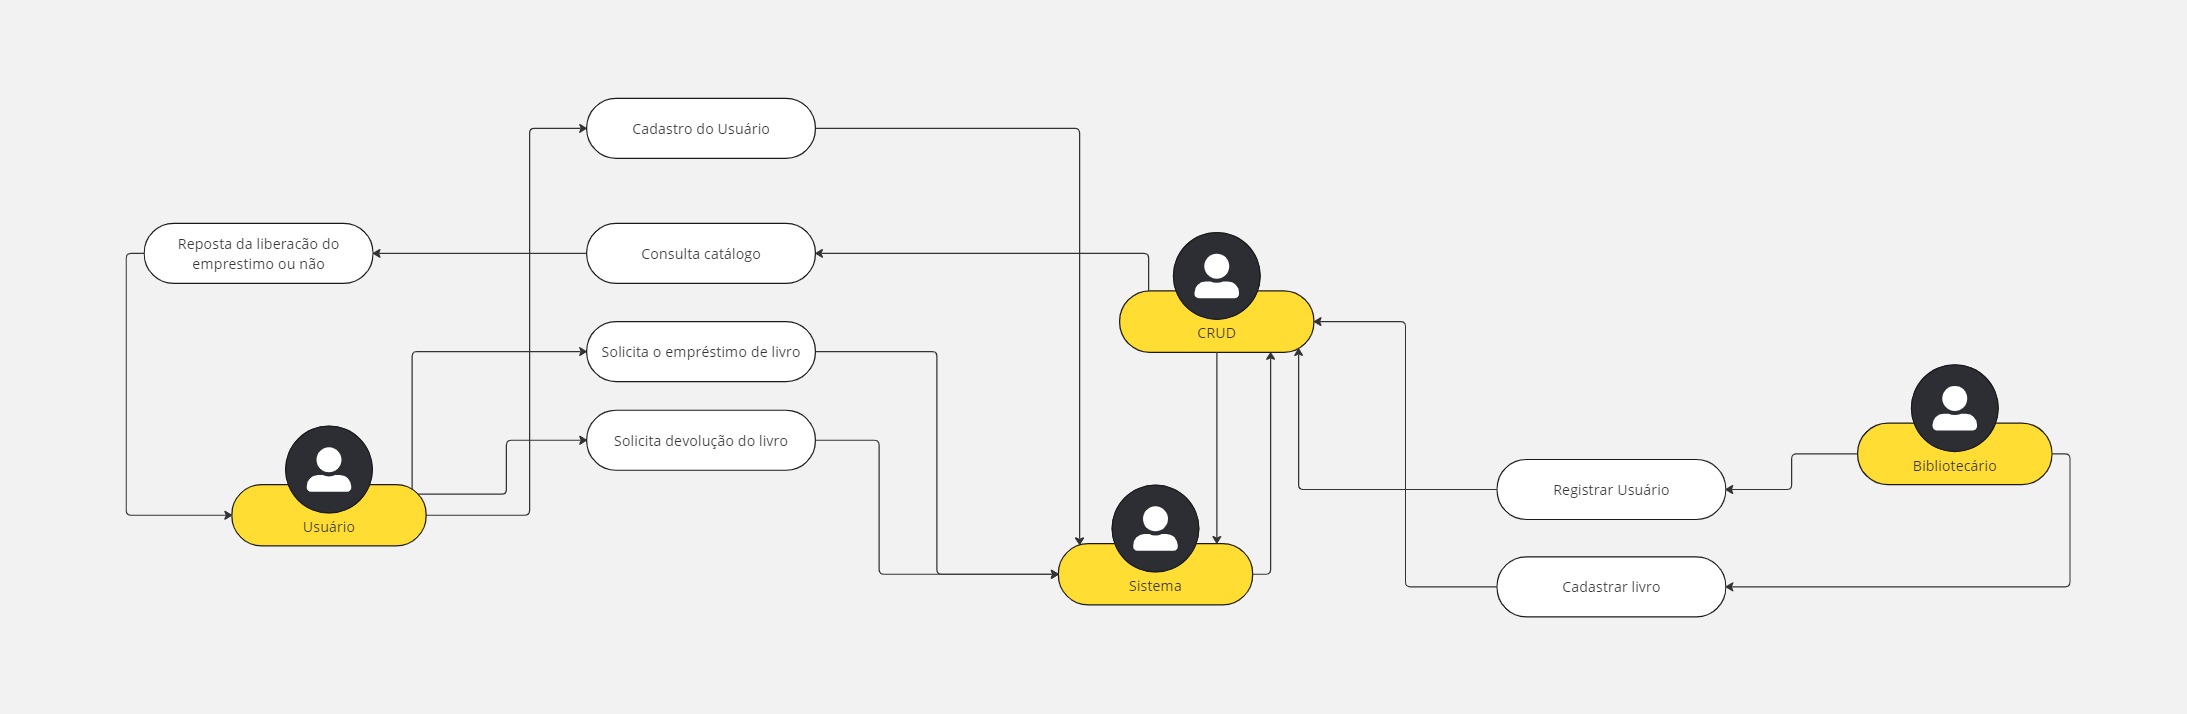 Cadastro do Usuário
Reposta da liberacão do
emprestimo ou não
Consulta catálogo
CRUD
Solicita o empréstimo de livro
Solicita devolução do livro
Bibliotecário
Registrar Usuário
Usuário
Sistema
Cadastrar livro